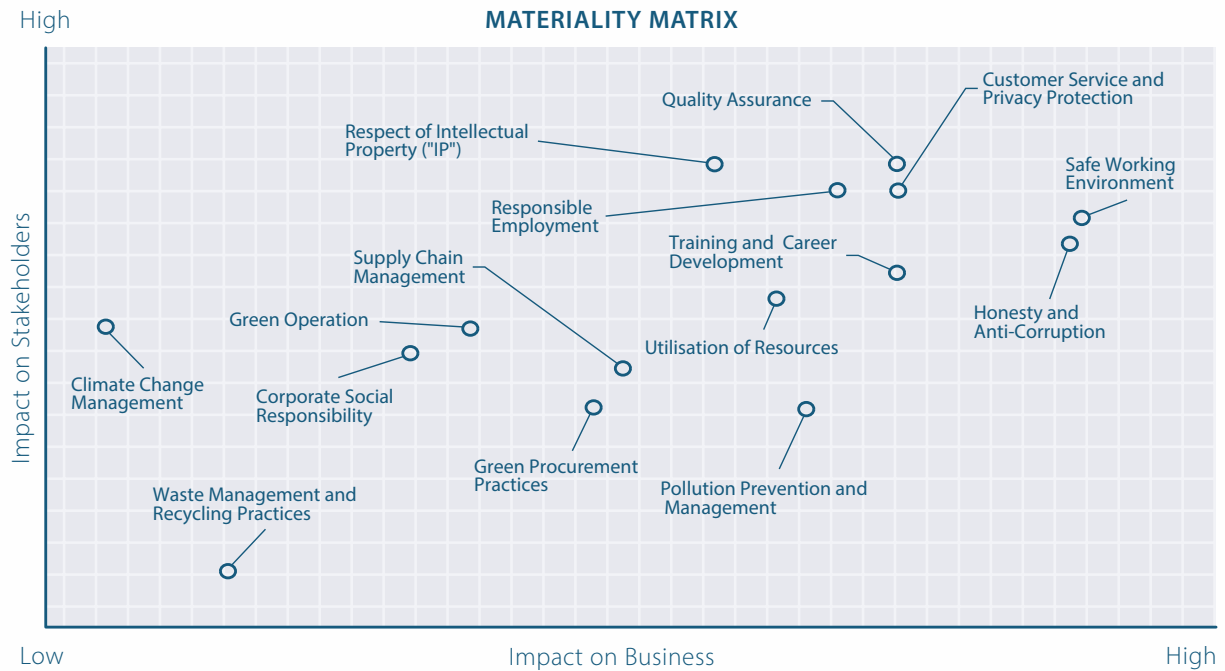 High
MATERIALITY MATRIX
Customer Service and
Privacy Protection
Quality Assurance
Respect of Intellectual
Property ("IP")
Safe Working
Environment
Responsible
Employment
Training and  Career
Development
Supply Chain
Management
Green Operation
Honesty and
Anti-Corruption
Utilisation of Resources
Climate Change
Management
Corporate Social
Responsibility
Green Procurement
Practices
Pollution Prevention and
Management
Waste Management and
Recycling Practices
Impact on Stakeholders
Low
Impact on Business
High